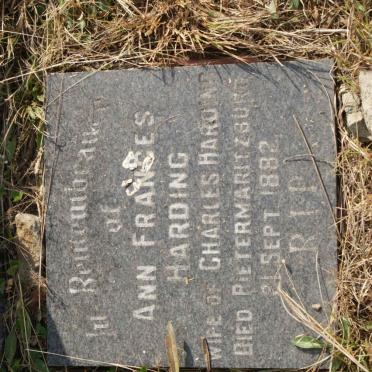 In Remembrance
of
ANN FRANCES
HARDING
WIFE OF CHARLES HARDING
DIED PIETERMARITZBURG
21 SEPT 1882
R I P